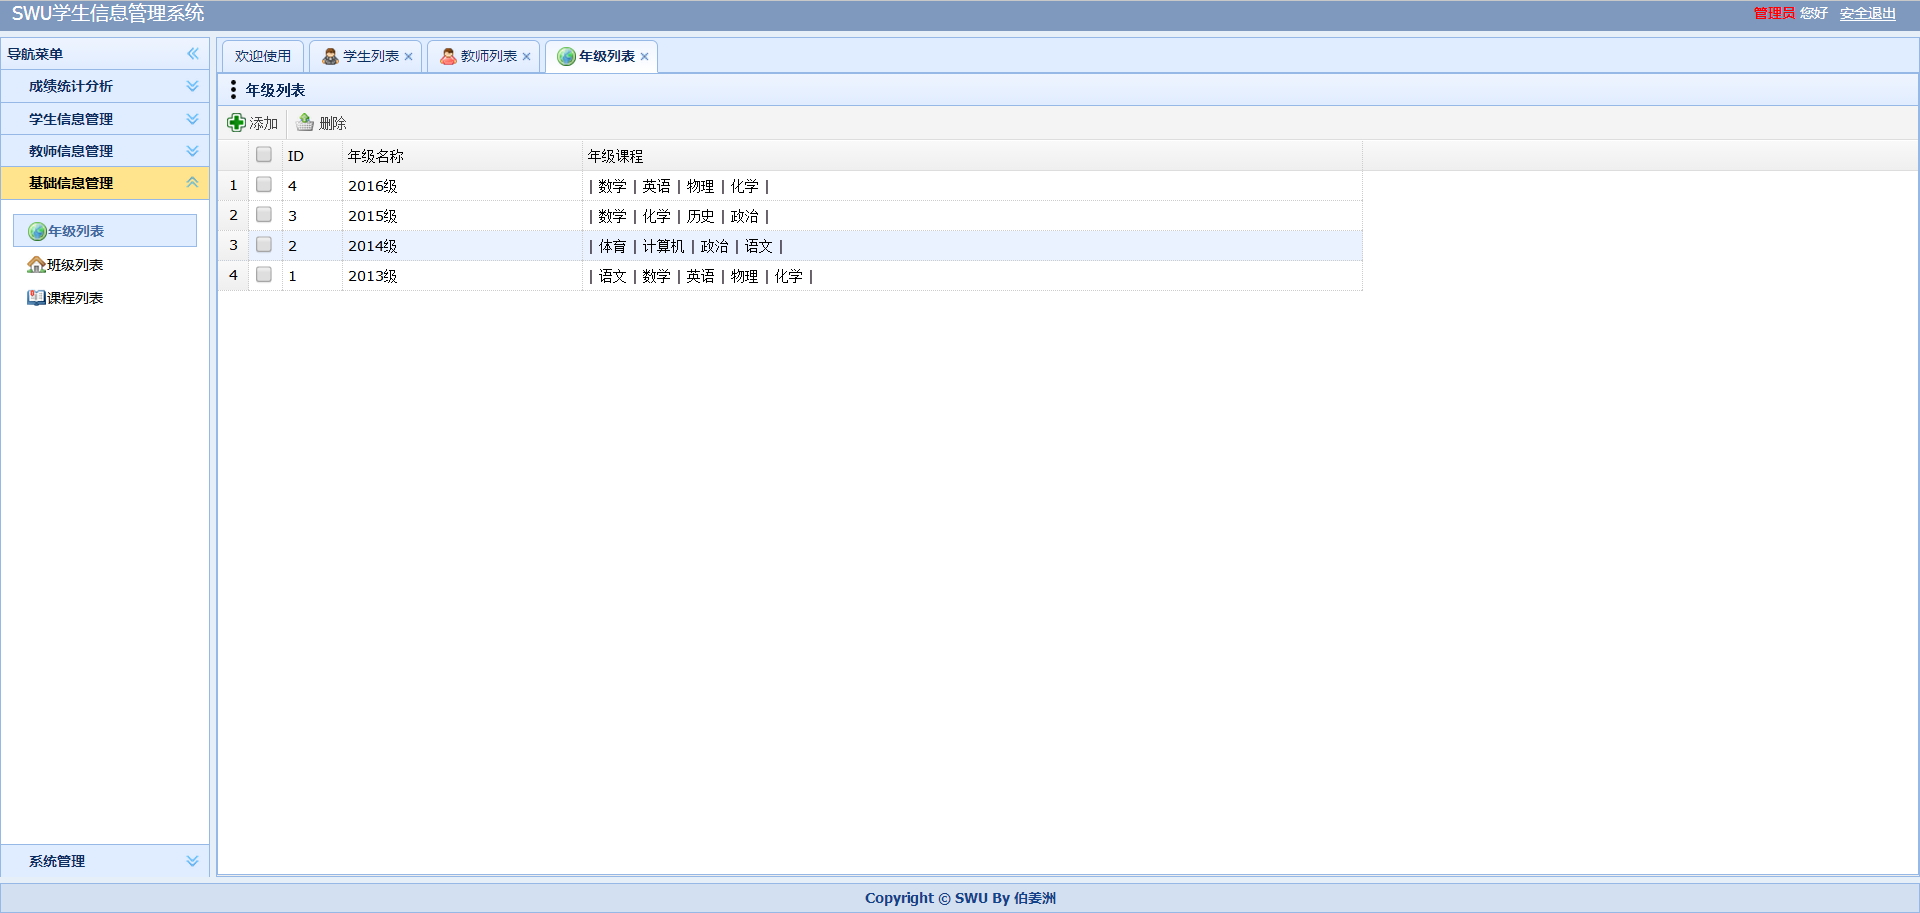 SWU学生信息管理系统
管理员 您好 安全退出
导航菜单
成绩统计分析
学生信息管理
教师信息管理
基础信息管理
年级列表
班级列表
课程列表
系统管理
欢迎使用 学生列表 教师列表 年级列表
年级列表
添加 删除
ID 年级名称 年级课程
1 4 2016级 | 数学 | 英语 | 物理 | 化学 |
2 3 2015级 | 数学 | 化学 | 历史 | 政治 |
3 2 2014级 | 体育 | 计算机 | 政治 | 语文 |
4 1 2013级 | 语文 | 数学 | 英语 | 物理 | 化学 |
Copyright © SWU By 伯姜洲